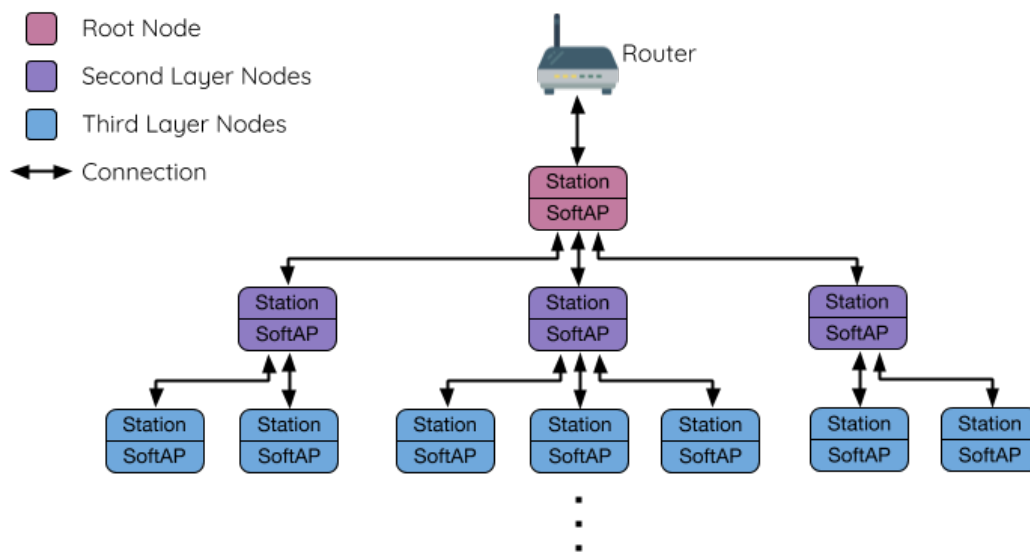 Root Node
Router
Second Layer Nodes
Third Layer Nodes
Connection
Station
SoftAP
Station
Station
Station
SoftAP
SoftAP
SoftAP
Station
Station
Station
Station
Station
Station
Station
SoftAP
SoftAP
SoftAP
SoftAP
SoftAP
SoftAP
SoftAP